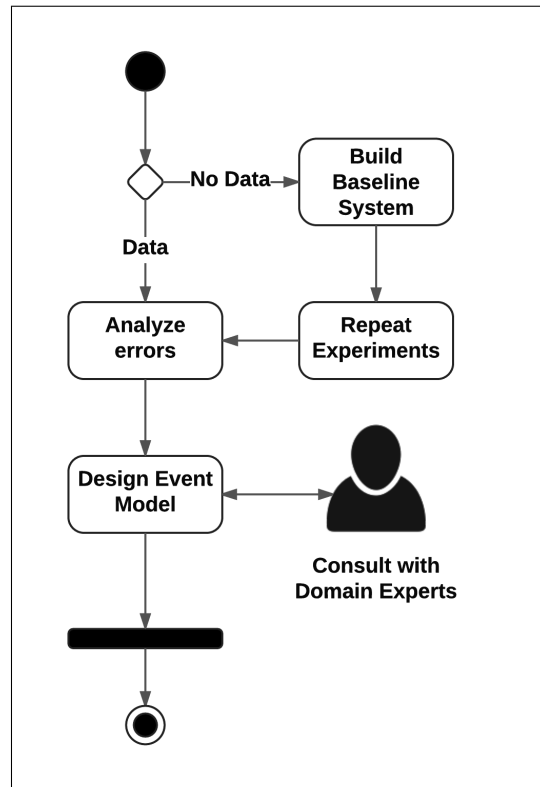 Build
Baseline
System
No Data
Data
Analyze
errors
Repeat
Experiments
Design Event
Model
Consult with
Domain Experts